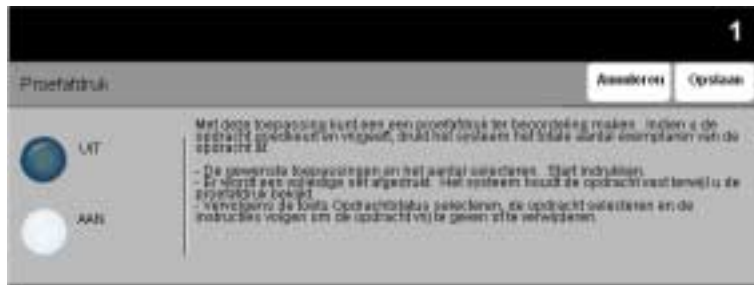 1
Proefafdruk
Annuleren Opslaan
UIT
AAN
Met deze toepassing kunt een een proefafdruk ter beoordeling maken. Indien u de
opdracht goedkeurt en vrijgeeft, drukt het systeem het totale aantal exemplaren van de
opdracht af.
- De gewenste toepassingen en het aantal selecteren. Start indrukken.
- Er wordt een volledige set afgedrukt. Het systeem houdt de opdracht vast terwijl u de
proefafdruk bekijkt.
- Vervolgens de toets Opdrachtstatus selecteren, de opdracht selecteren en de
instructies volgen om de opdracht vrij te geven of te verwijderen.